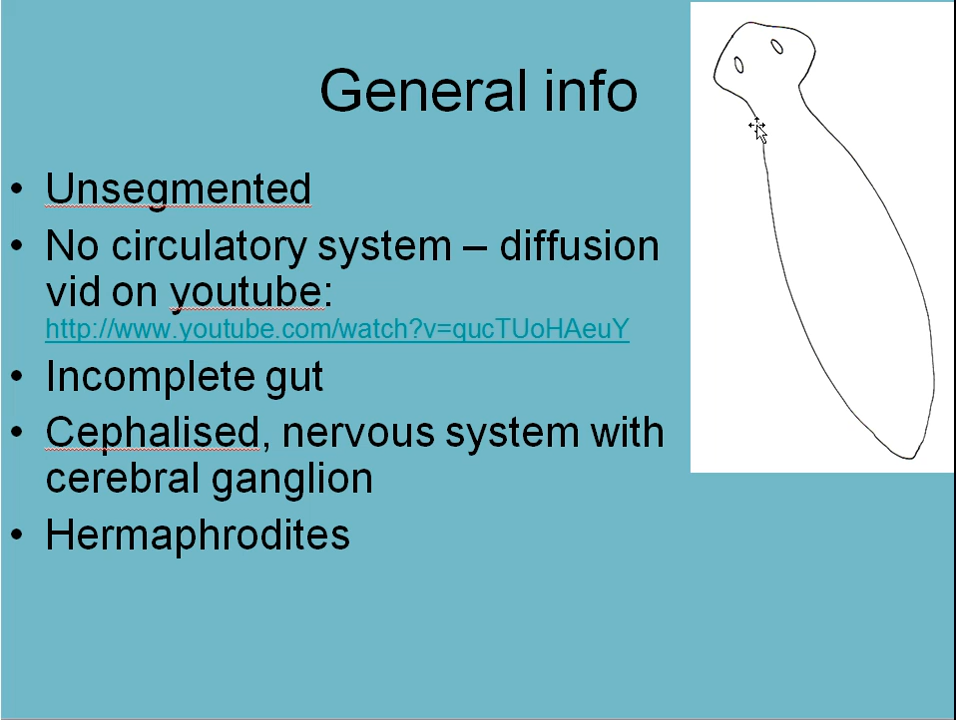 General info
• Unsegmented
• No circulatory system – diffusion
vid on youtube:
http://www.youtube.com/watch?v=qucTUoHAeuY
• Incomplete gut
• Cephalised, nervous system with
cerebral ganglion
• Hermaphrodites